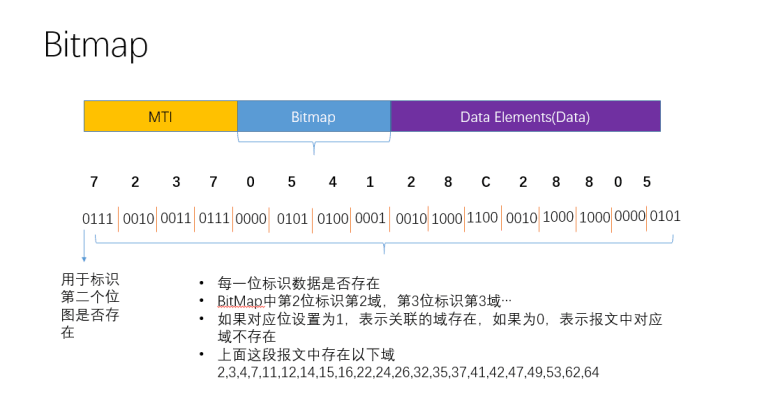 Bitmap
MTI Bitmap Data Elements(Data)
7 2 3 7 0 5 4 1 2 8 C 2 8 8 0 5
0111 0010 0011 0111 0000 0101 0100 0001 0010 1000 1100 0010 1000 1000 0000 0101
用于标识
第二个位
图是否存
在
• 每一位标识数据是否存在
• BitMap中第2位标识第2域，第3位标识第3域…
• 如果对应位设置为1，表示关联的域存在，如果为0，表示报文中对应
域不存在
• 上面这段报文中存在以下域
2,3,4,7,11,12,14,15,16,22,24,26,32,35,37,41,42,47,49,53,62,64